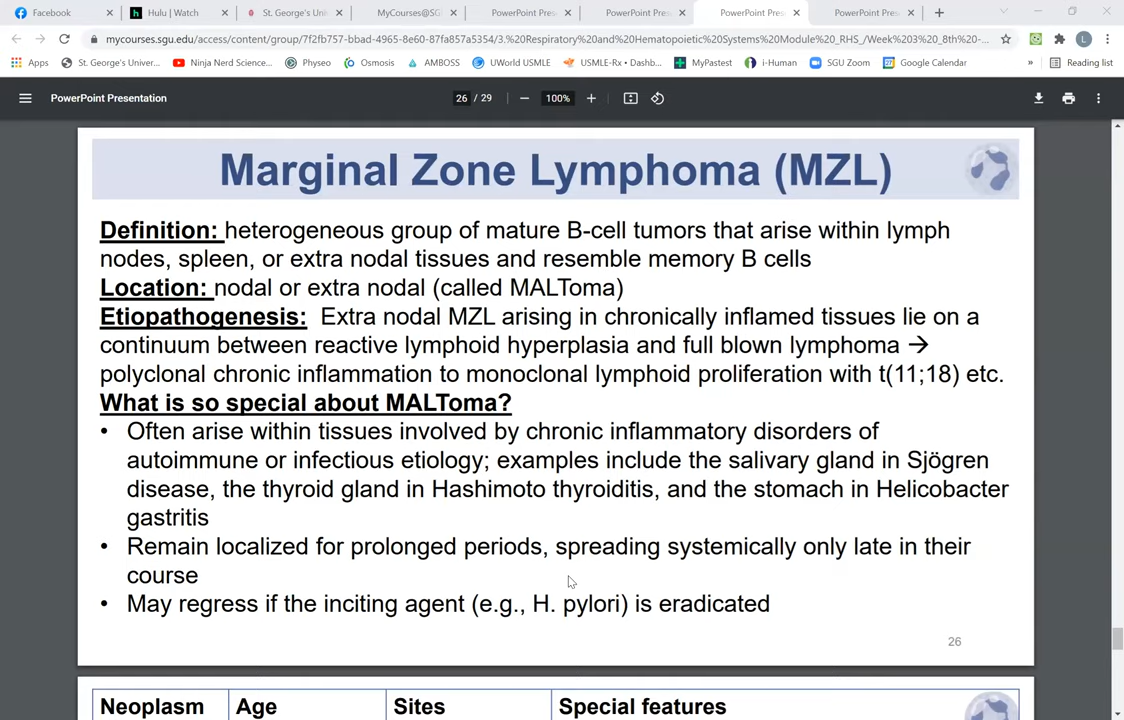 Facebook
Hulu | Watch
St. George's Uni
MyCourses@SG
PowerPoint Pres
PowerPoint Pres
PowerPoint Pres
PowerPoint Pres
mycourses.sgu.edu/access/content/group/7f2fb757-bbad-4965-8e60-87fa857a5354/3.%20Respiratory%20and%20Hematopoietic%20Systems%20Module%20_RHS_/Week%203%20_8th%20-...
Apps
St. George's Univer...
Ninja Nerd Science...
Physeo
Osmosis
AMBOSS
UWorld USMLE
USMLE-Rx • Dashb...
MyPastest
i-Human
SGU Zoom
Google Calendar
»
Reading list
PowerPoint Presentation
26 / 29
100%
Marginal Zone Lymphoma (MZL)
Definition: heterogeneous group of mature B-cell tumors that arise within lymph
nodes, spleen, or extra nodal tissues and resemble memory B cells
Location: nodal or extra nodal (called MALToma)
Etiopathogenesis: Extra nodal MZL arising in chronically inflamed tissues lie on a
continuum between reactive lymphoid hyperplasia and full blown lymphoma →
polyclonal chronic inflammation to monoclonal lymphoid proliferation with t(11;18) etc.
What is so special about MALToma?
• Often arise within tissues involved by chronic inflammatory disorders of
autoimmune or infectious etiology; examples include the salivary gland in Sjögren
disease, the thyroid gland in Hashimoto thyroiditis, and the stomach in Helicobacter
gastritis
• Remain localized for prolonged periods, spreading systemically only late in their
course
• May regress if the inciting agent (e.g., H. pylori) is eradicated
26
Neoplasm
Age
Sites
Special features